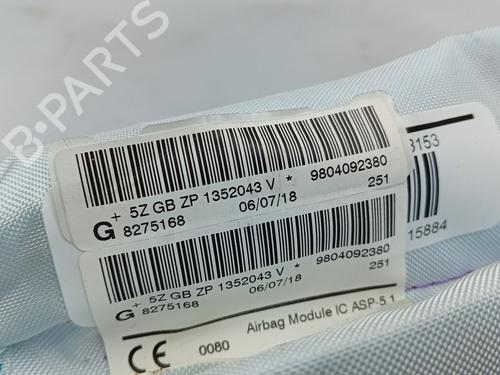 B-PARTS
3153
+ 5Z GB ZP 1352043 V * 9804092380
G 8275168 06/07/18 251
15884
+ 5Z GB ZP 1352043 V * 9804092380
G 8275168 06/07/18 251
CE 0080 Airbag Module IC ASP-5.1